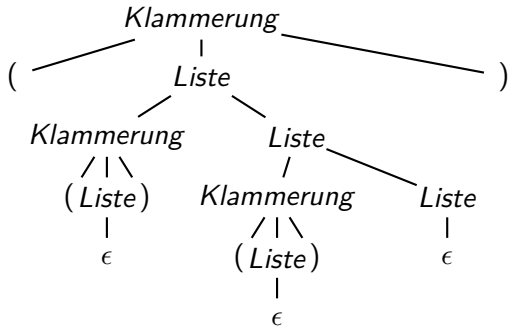 Klammerung
( Liste )
Klammerung Liste
( Liste ) Klammerung Liste
ϵ ( Liste ) ϵ
ϵ